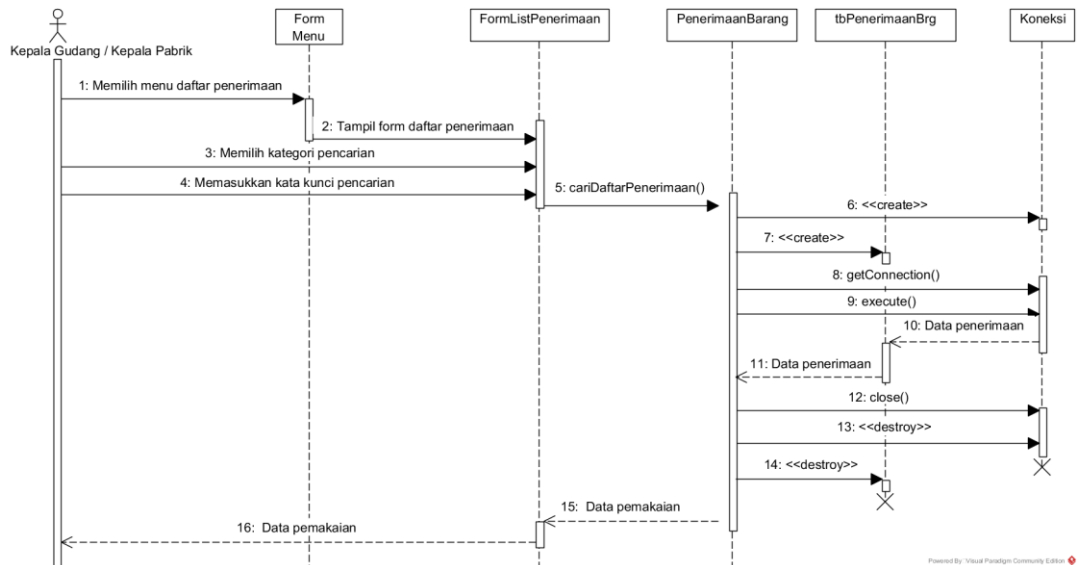 Form
Menu
FormListPenerimaan
PenerimaanBarang
tbPenerimaanBrg
Koneksi
Kepala Gudang / Kepala Pabrik
1: Memilih menu daftar penerimaan
2: Tampil form daftar penerimaan
3: Memilih kategori pencarian
4: Memasukkan kata kunci pencarian
5: cariDaftarPenerimaan()
6: <<create>>
7: <<create>>
8: getConnection()
9: execute()
10: Data penerimaan
11: Data penerimaan
12: close()
13: <<destroy>>
14: <<destroy>>
15: Data pemakaian
16: Data pemakaian
Powered By: Visual Paradigm Community Edition